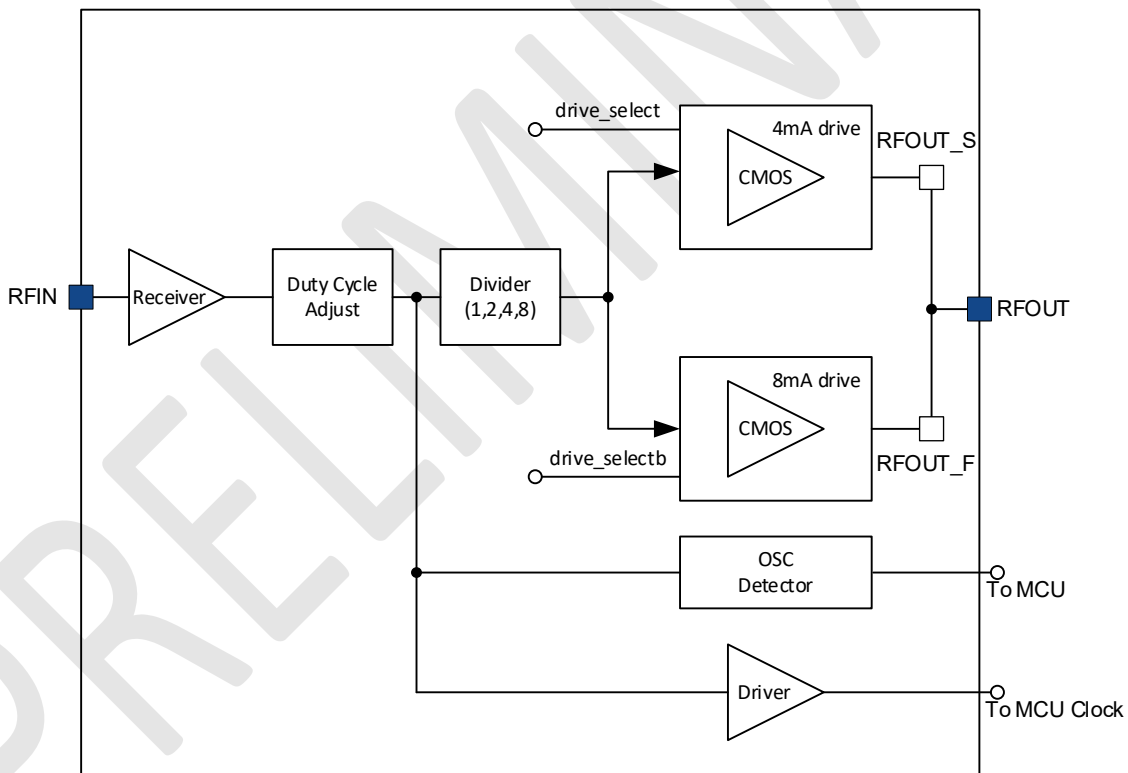 drive_select
4mA drive
CMOS
RFOUT_S
RFIN
Receiver
Duty Cycle
Adjust
Divider
(1,2,4,8)
RFOUT
8mA drive
CMOS
drive_selectb
RFOUT_F
OSC
Detector
To MCU
Driver
To MCU Clock